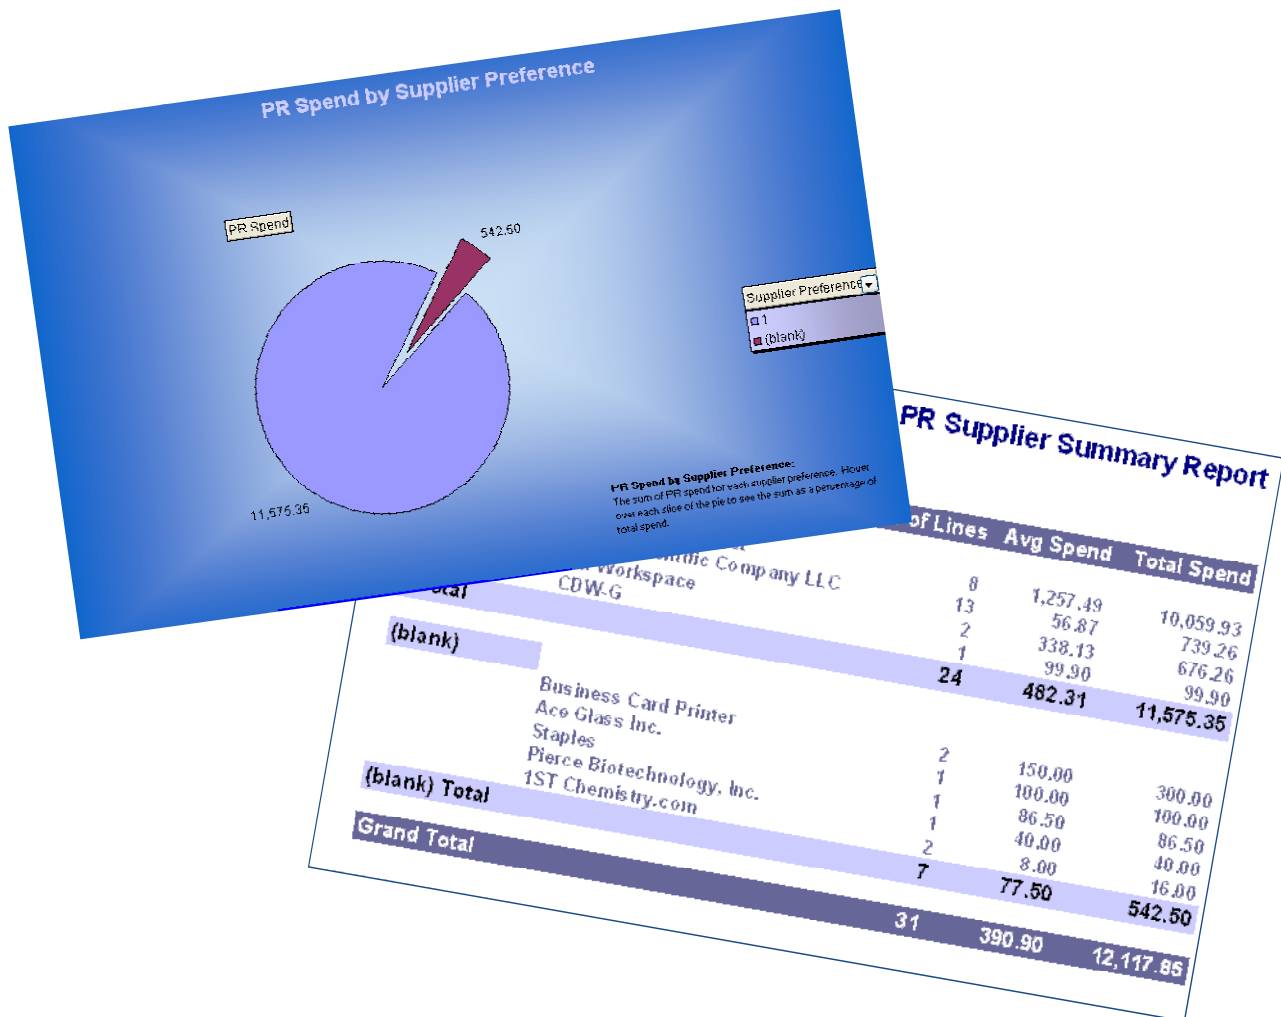 PR Spend by Supplier Preference
PR Spend
542.50
Supplier Preference
1
(blank)
11,575.35
PR Spend by Supplier Preference:
The sum of PR spend for each supplier preference. Hover
over each slice of the pie to see the sum as a percentage of
total spend.
PR Supplier Summary Report
of Lines Avg Spend Total Spend
8 1,257.49 10,059.93
Company LLC 13 56.87 739.26
Workspace 2 338.13 676.26
CDW-G 1 99.90 99.90
24 482.31 11,575.35
(blank)
Business Card Printer 2 150.00 300.00
Ace Glass Inc. 1 100.00 100.00
Staples 1 86.50 86.50
Pierce Biotechnology, Inc. 1 40.00 40.00
1ST Chemistry.com 2 8.00 16.00
(blank) Total 7 77.50 542.50
Grand Total 31 390.90 12,117.85